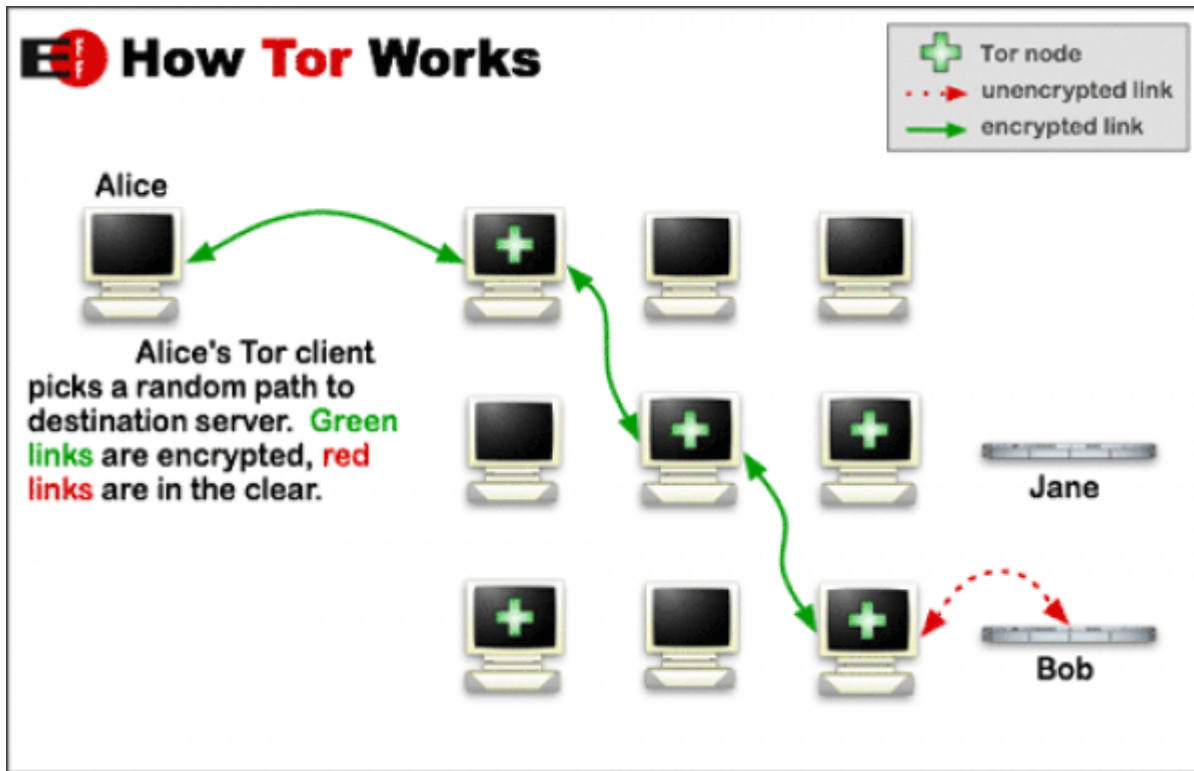 EFF How Tor Works
Tor node
unencrypted link
encrypted link
Alice
Alice's Tor client
picks a random path to
destination server. Green
links are encrypted, red
links are in the clear.
Jane
Bob